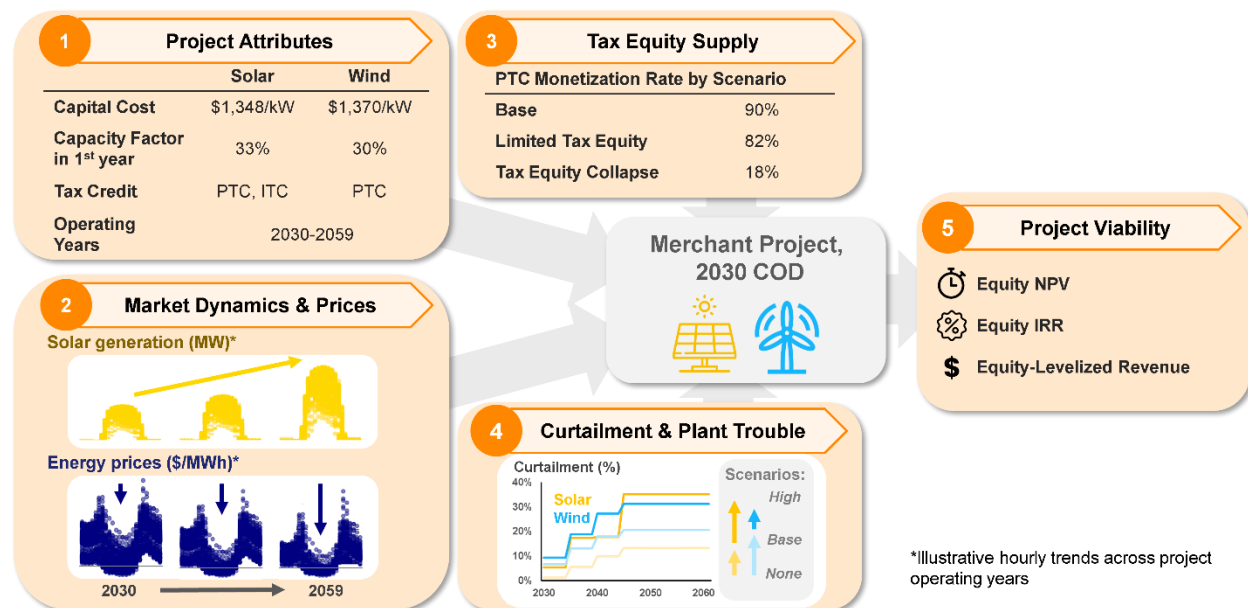 1
Project Attributes
Solar Wind
Capital Cost $1,348/kW $1,370/kW
Capacity Factor
in 1st year 33% 30%
Tax Credit PTC, ITC PTC
Operating
Years 2030-2059
2
Market Dynamics & Prices
Solar generation (MW)*
Energy prices ($/MWh)*
2030 2059
3
Tax Equity Supply
PTC Monetization Rate by Scenario
Base 90%
Limited Tax Equity 82%
Tax Equity Collapse 18%
Merchant Project,
2030 COD
4
Curtailment & Plant Trouble
Curtailment (%)
40%
30%
20%
10%
0%
Solar
Wind
2030 2040 2050 2060
Scenarios:
High
Base
None
5
Project Viability
Equity NPV
% Equity IRR
$ Equity-Levelized Revenue
*Illustrative hourly trends across project
operating years